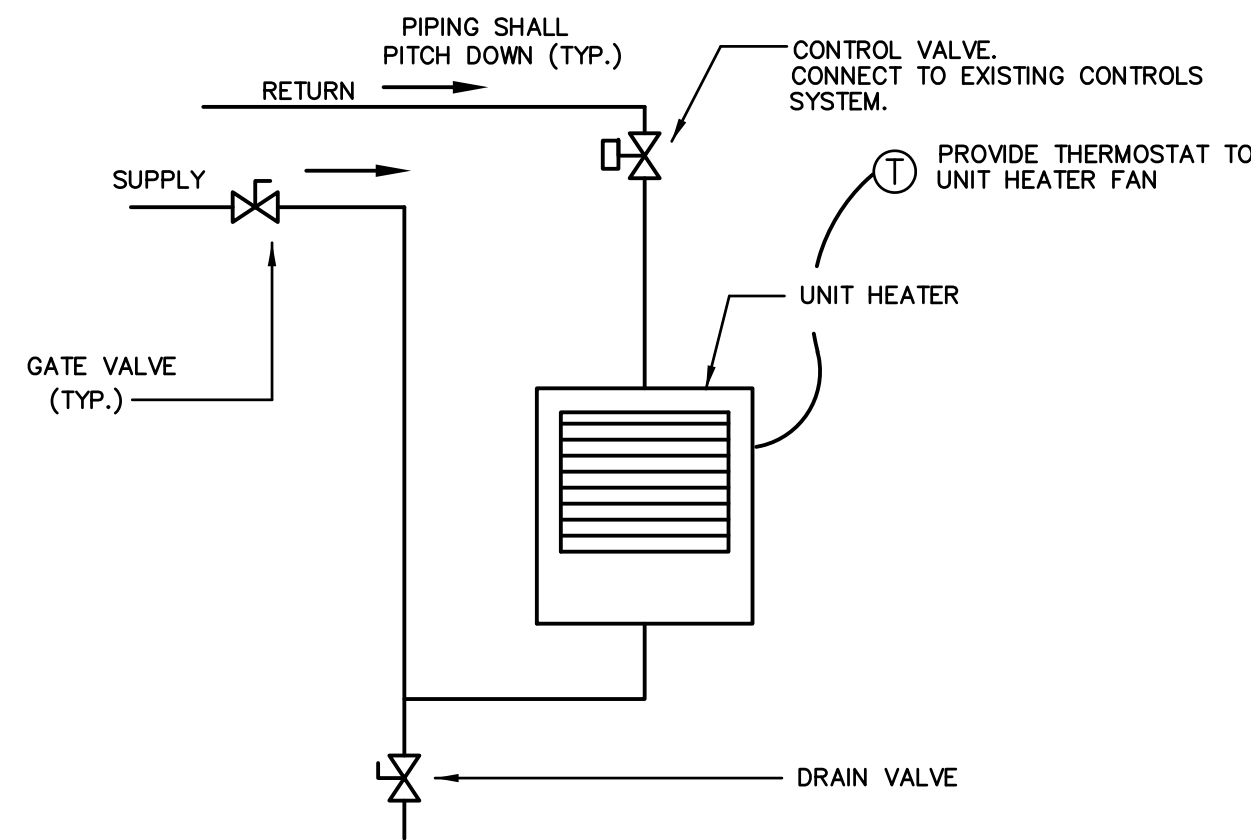 PIPING SHALL
PITCH DOWN (TYP.)
RETURN
CONTROL VALVE.
CONNECT TO EXISTING CONTROLS
SYSTEM.
SUPPLY
T
PROVIDE THERMOSTAT TO
UNIT HEATER FAN
UNIT HEATER
GATE VALVE
(TYP.)
DRAIN VALVE